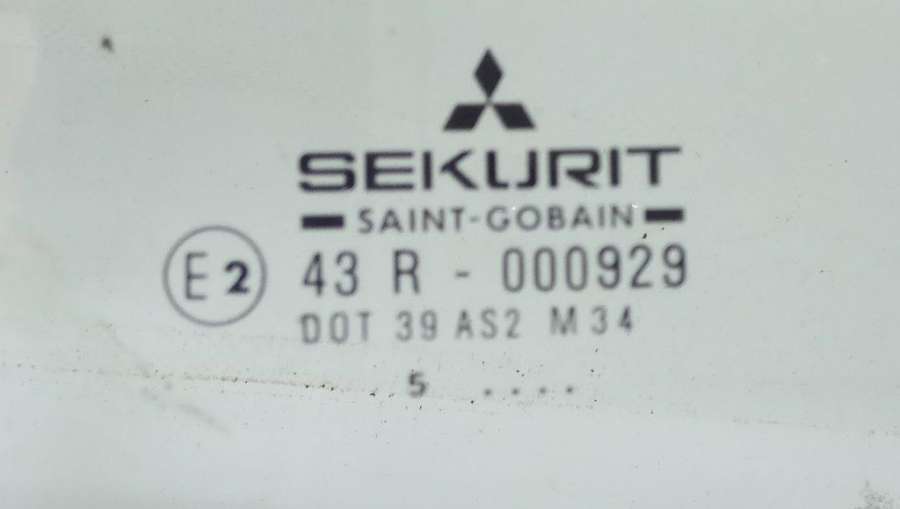 SEKURIT
SAINT-GOBAIN
E2 43 R - 000929
DOT 39 AS2 M34
5 ....